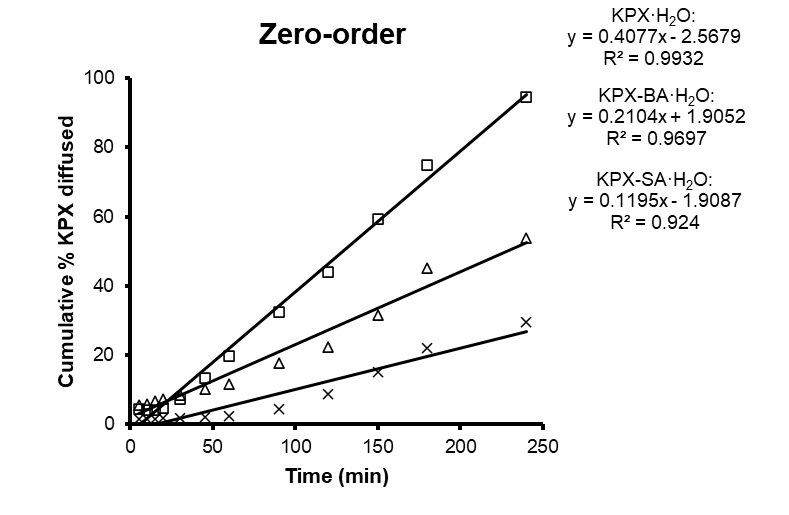 Zero-order
KPX·H₂O:
y = 0.4077x - 2.5679
R² = 0.9932
KPX-BA·H₂O:
y = 0.2104x + 1.9052
R² = 0.9697
KPX-SA·H₂O:
y = 0.1195x - 1.9087
R² = 0.924
Cumulative % KPX diffused
100
80
60
40
20
0
0 50 100 150 200 250
Time (min)